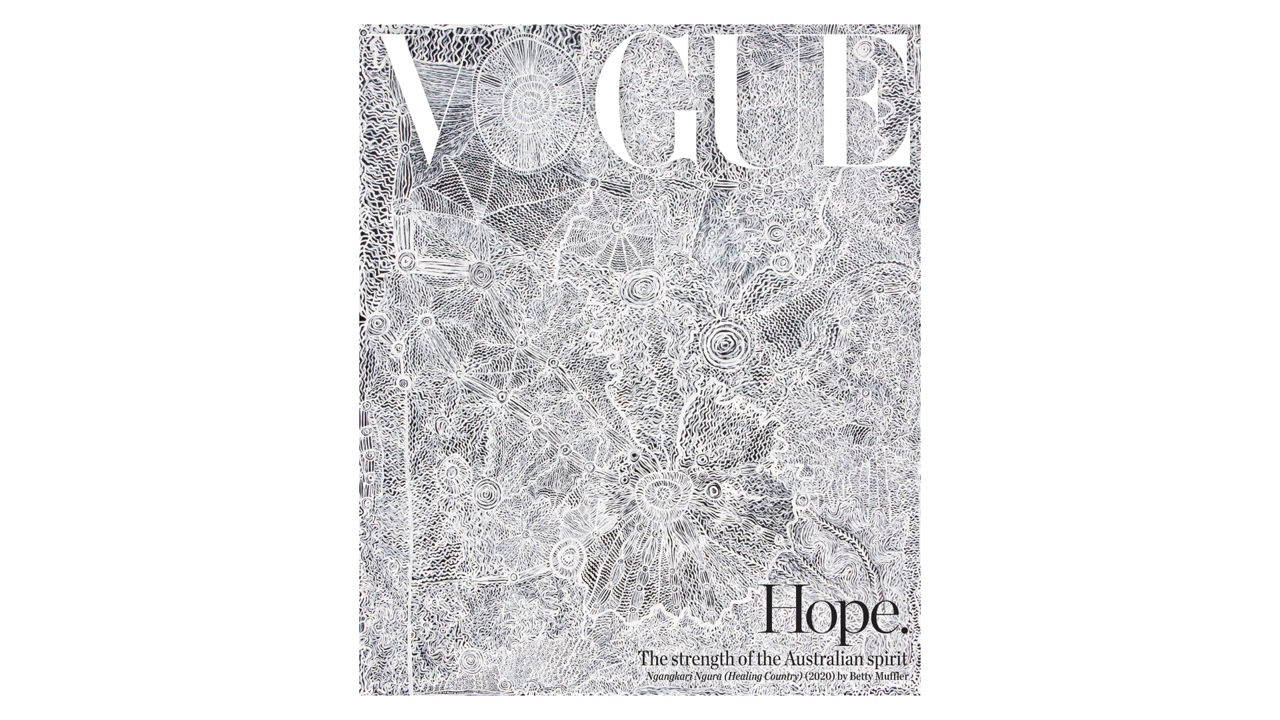 VOGUE
Hope.
The strength of the Australian spirit
Ngangkari Ngura (Healing Country) (2020) by Betty Muffler